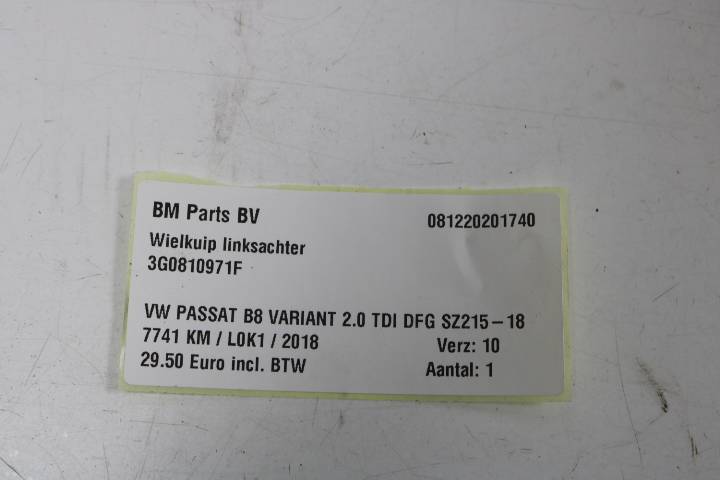 BM Parts BV 081220201740
Wielkuip linksachter
3G0810971F
VW PASSAT B8 VARIANT 2.0 TDI DFG SZ215-18
7741 KM / L0K1 / 2018 Verz: 10
29.50 Euro incl. BTW Aantal: 1